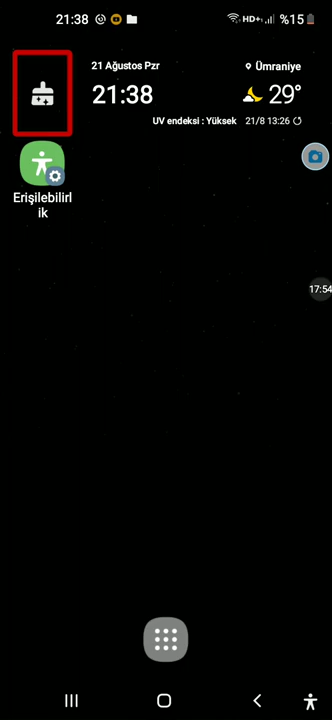 21:38
HD+
%15
21 Ağustos Pzr
Ümraniye
21:38
29°
UV endeksi : Yüksek
21/8 13:26
Erişilebilirl
ik
17:54